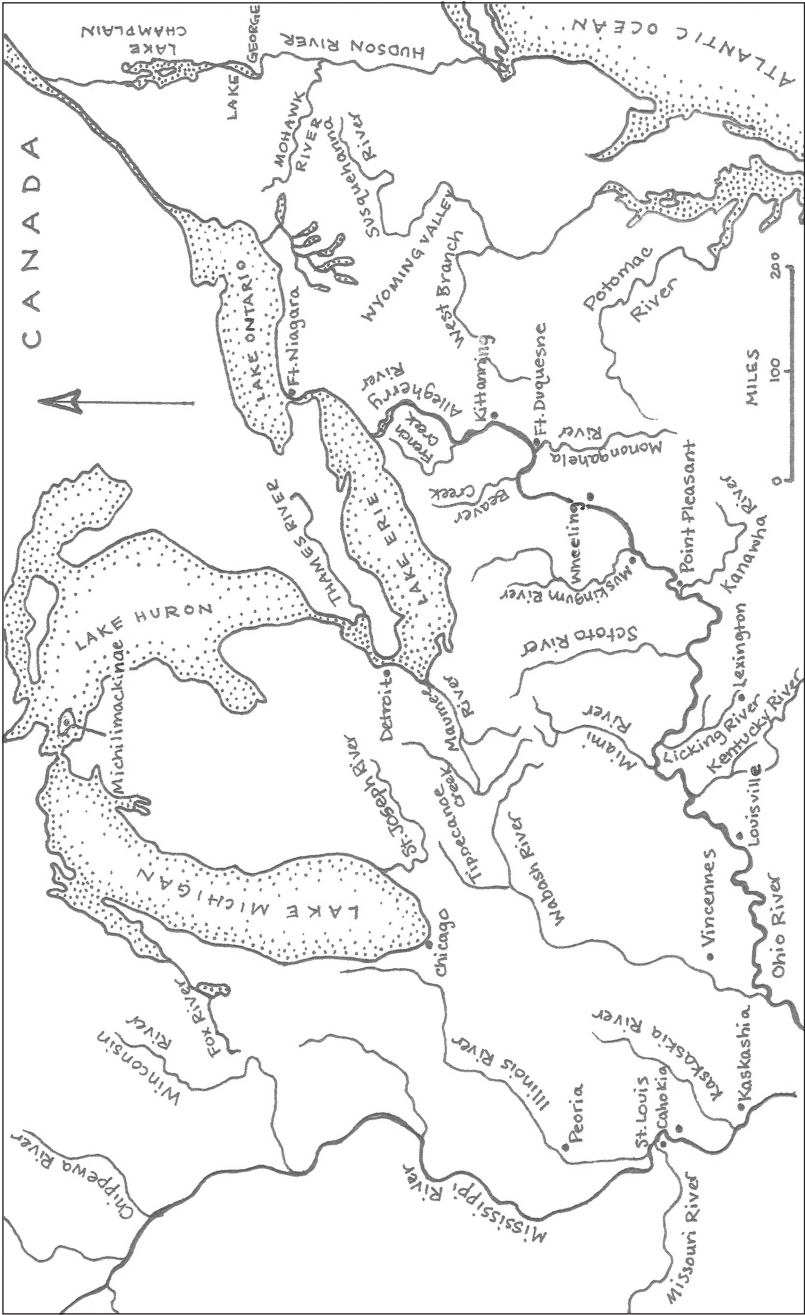 CANADA
LAKE
CHAMPLAIN
LAKE
GEORGE
HUDSON RIVER
ATLANTIC OCEAN
MOHAWK
RIVER
Susquehanna
River
WYOMING VALLEY
West Branch
Potomac
River
LAKE ONTARIO
Ft. Niagara
Allegherry
River
French
Creek
Kittanning
Ft. Duquesne
Monongahela
River
MILES
0 100 200
Beaver
Creek
Wheeling
Point Pleasant
Kanawha
River
LAKE ERIE
THAMES RIVER
LAKE HURON
Michilimackinac
Muskingum River
Scioto River
Detroit
Maumee
River
Miami
River
Lexington
Licking River
Kentucky River
St. Joseph River
Tippecanoe
Creek
Wabash River
Louisville
Vincennes
Ohio River
LAKE MICHIGAN
Chicago
Fox River
Winconsin
River
Illinois River
Kaskaskia River
Kaskashia
Peoria
St. Louis
Cahokia
Chippewa River
Mississippi
River
Missouri River